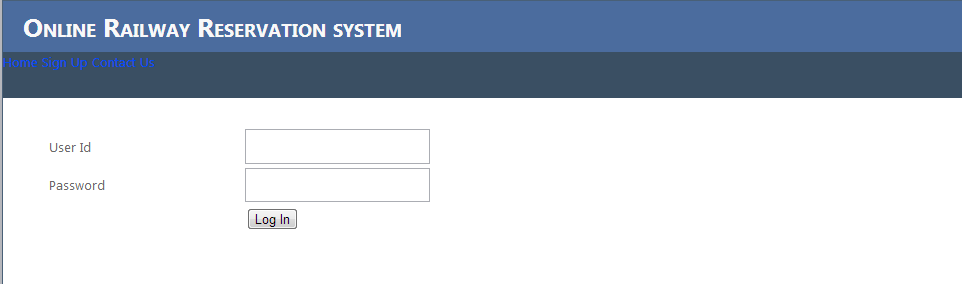 Online Railway Reservation system
Home Sign Up Contact Us
User Id
Password
Log In